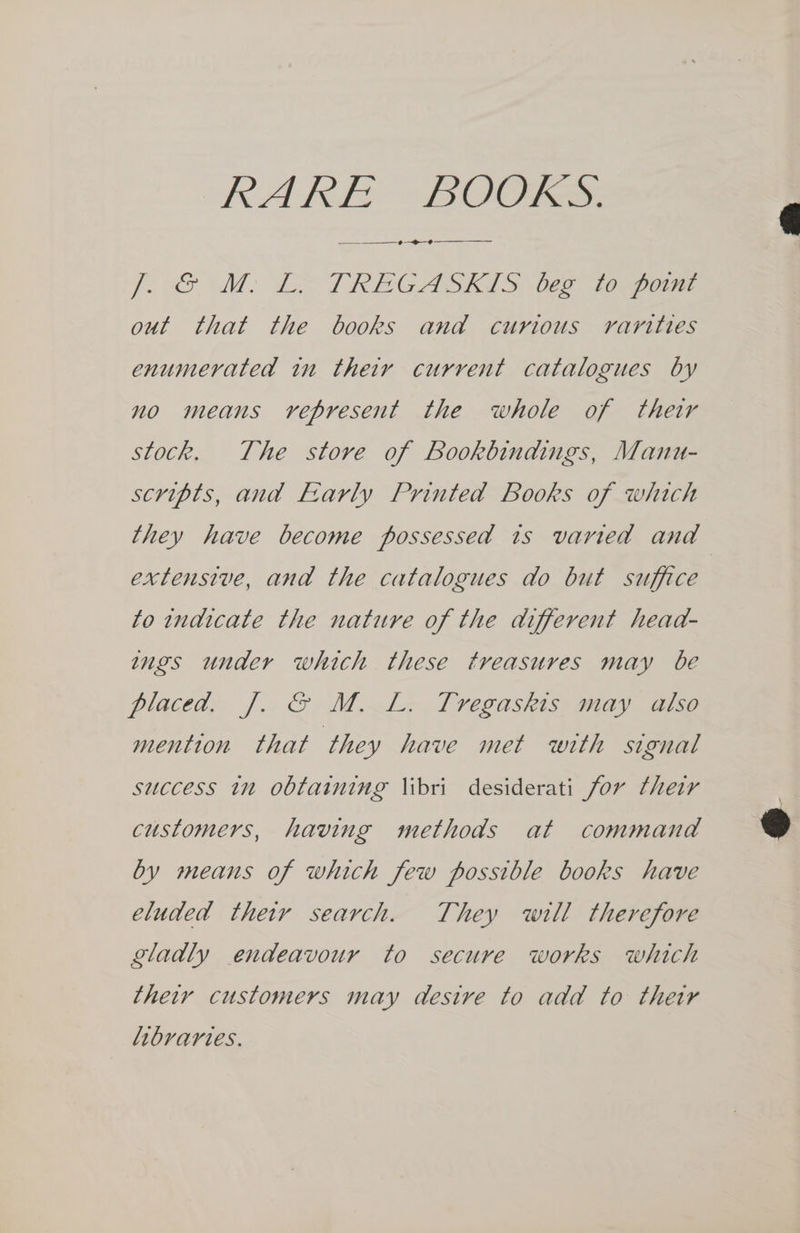 RARE BOOKS.
J. & M. L. TREGASKIS beg to point
out that the books and curious rarities
enumerated in their current catalogues by
no means represent the whole of their
stock. The store of Bookbindings, Manu-
scripts, and Early Printed Books of which
they have become possessed is varied and
extensive, and the catalogues do but suffice
to indicate the nature of the different head-
ings under which these treasures may be
placed. J. & M. L. Tregaskis may also
mention that they have met with signal
success in obtaining libri desiderati for their
customers, having methods at command
by means of which few possible books have
eluded their search. They will therefore
gladly endeavour to secure works which
their customers may desire to add to their
libraries.